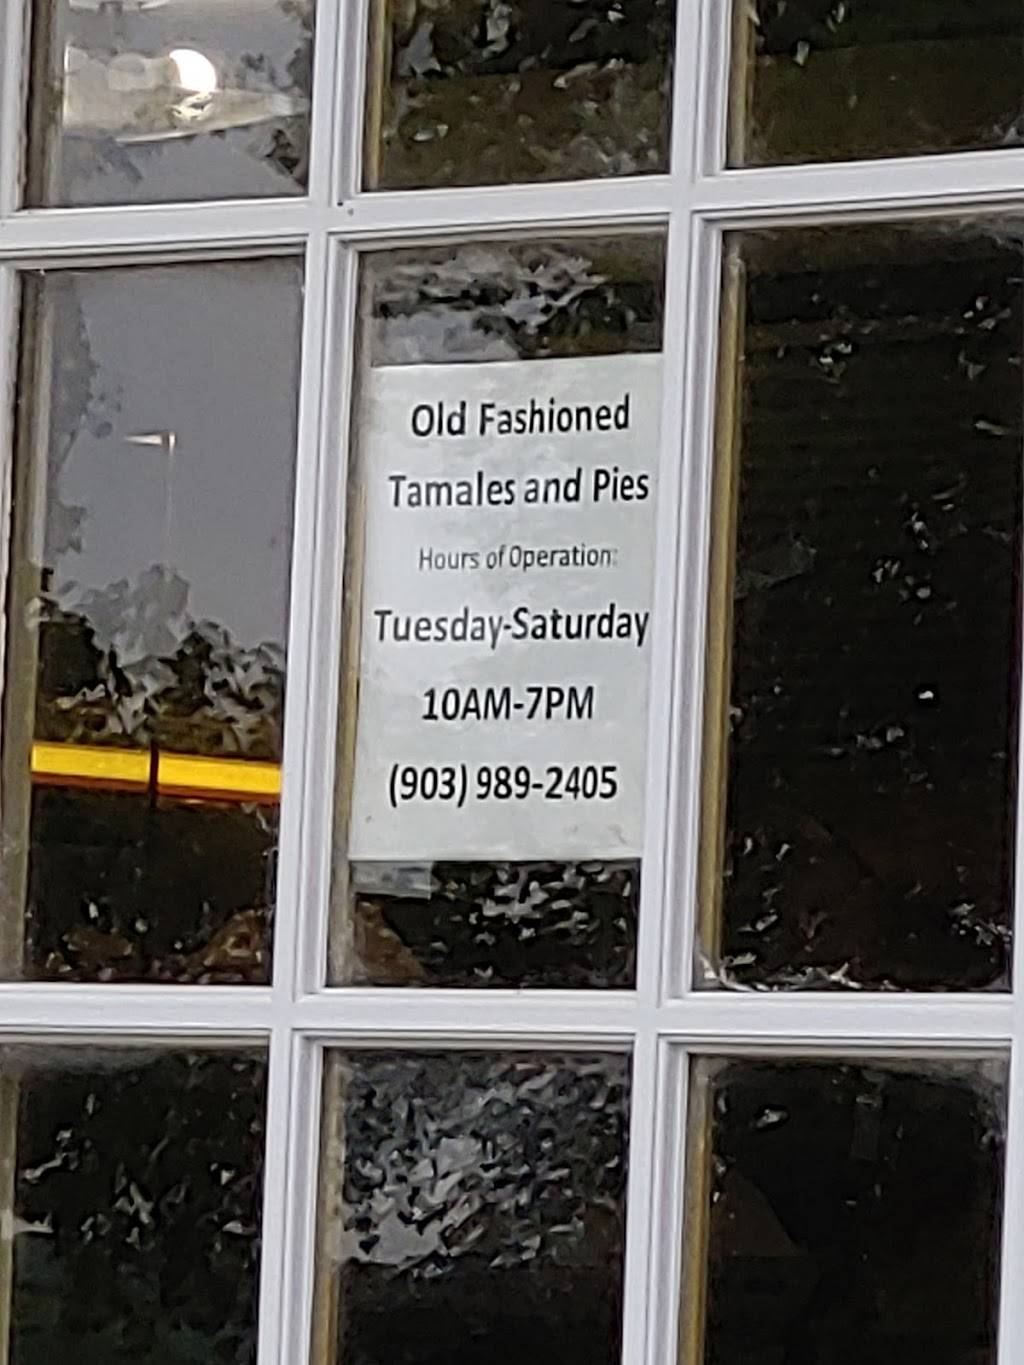 Old Fashioned
Tamales and Pies
Hours of Operation:
Tuesday-Saturday
10AM-7PM
(903) 989-2405